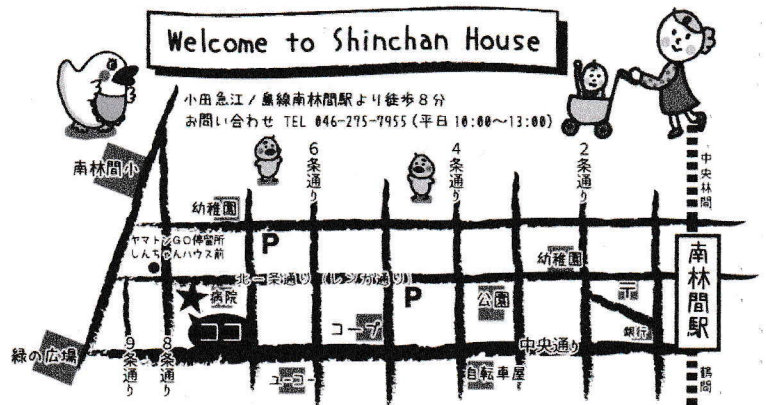 Welcome to Shinchan House
小田急江ノ島線南林間駅より徒歩8分
お問い合わせ TEL 046-275-7955(平日10:00~13:00)
南林間小
6条通り
4条通り
2条通り
中央林間
幼稚園
P
ヤマトンGO停留所
しんちゃんハウス前
幼稚園
南林間駅
北一条通り(レンガ通り)
病院
P
公園
〒
ココ
コープ
銀行
緑の広場
9条通り
8条通り
中央通り
ユーコープ
自転車屋
鶴間